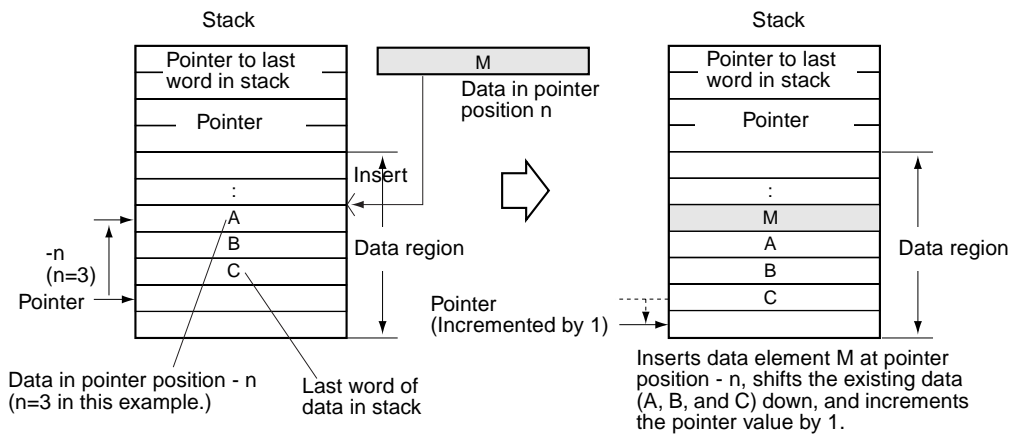 Stack
Pointer to last
word in stack
Pointer
:
A
B
C
M
Data in pointer
position n
Insert
Data region
-n
(n=3)
Pointer
Data in pointer position - n
(n=3 in this example.)
Last word of
data in stack
Stack
Pointer to last
word in stack
Pointer
:
M
A
B
C
Data region
Pointer
(Incremented by 1)
Inserts data element M at pointer
position - n, shifts the existing data
(A, B, and C) down, and increments
the pointer value by 1.